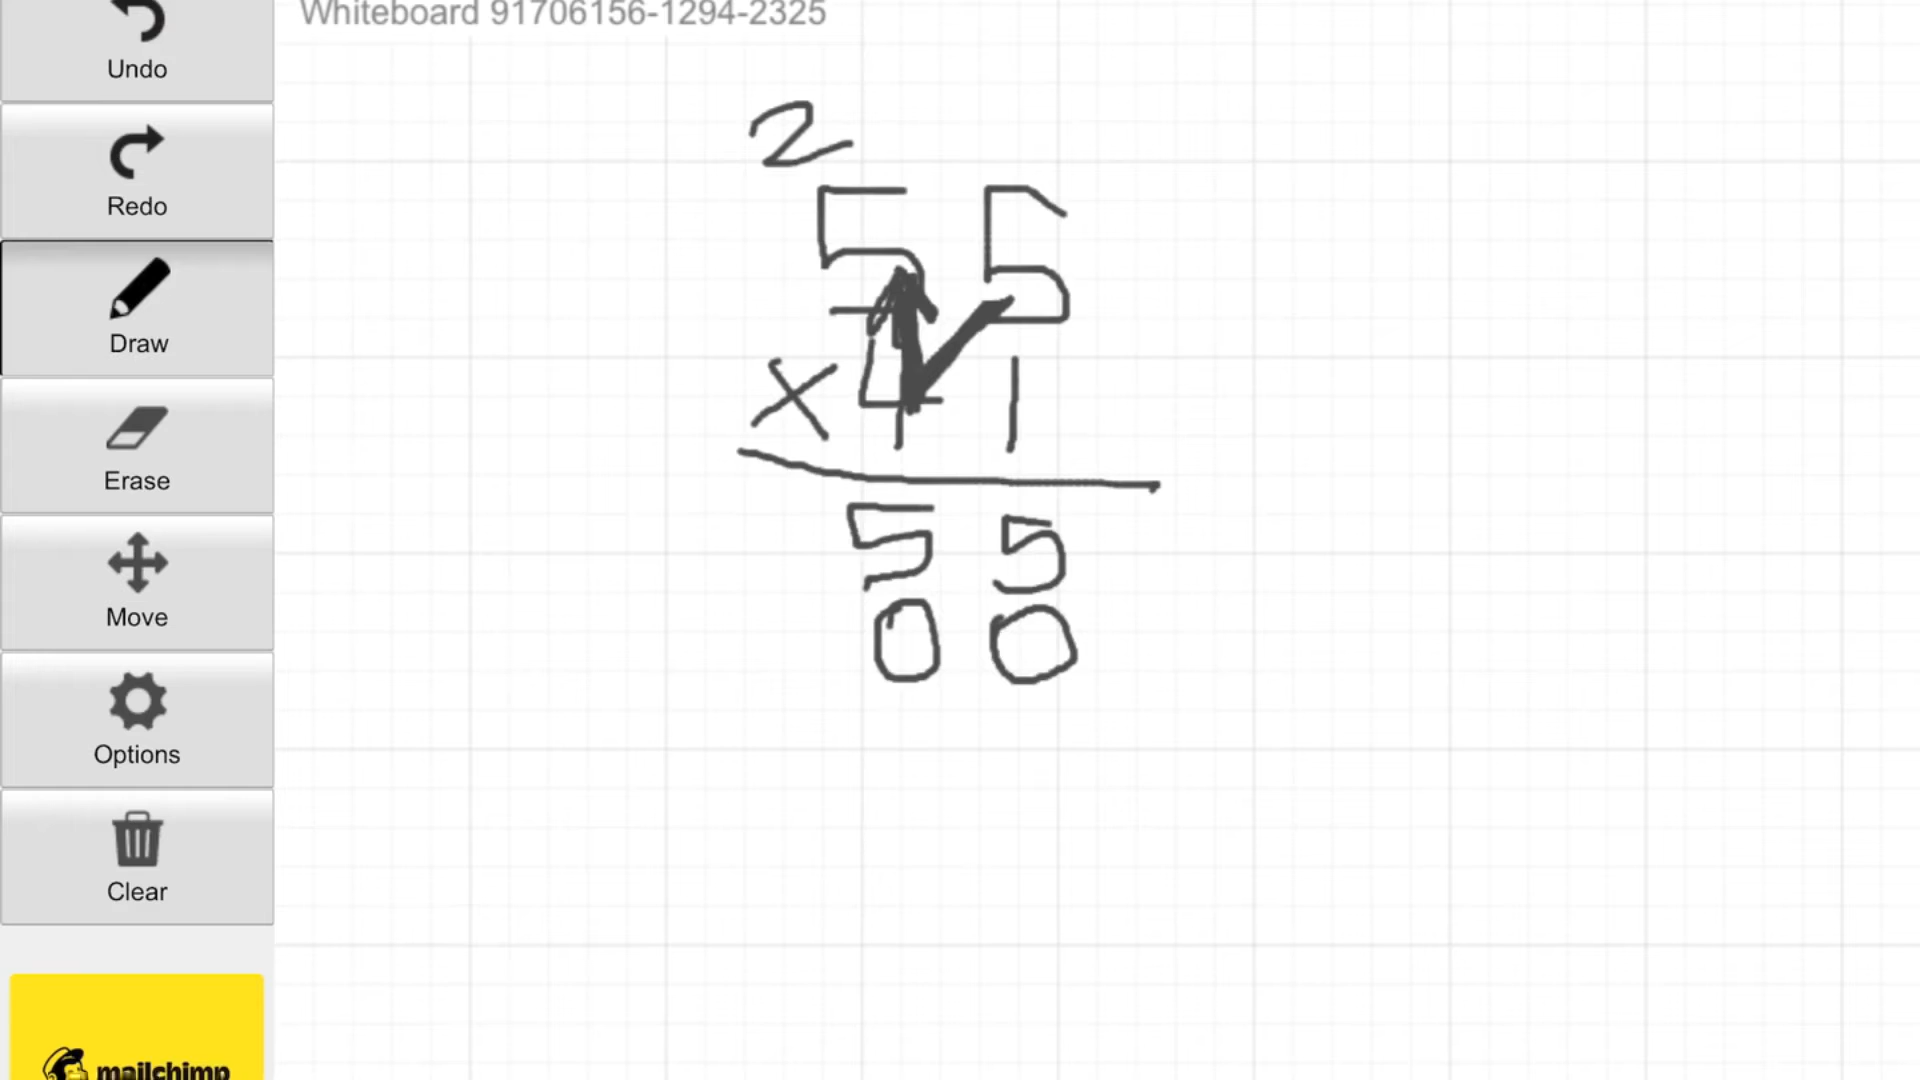 Whiteboard 91706156-1294-2325
Undo
Redo
Draw
Erase
Move
Options
Clear
mailchimp
2
55
× 41
55
00